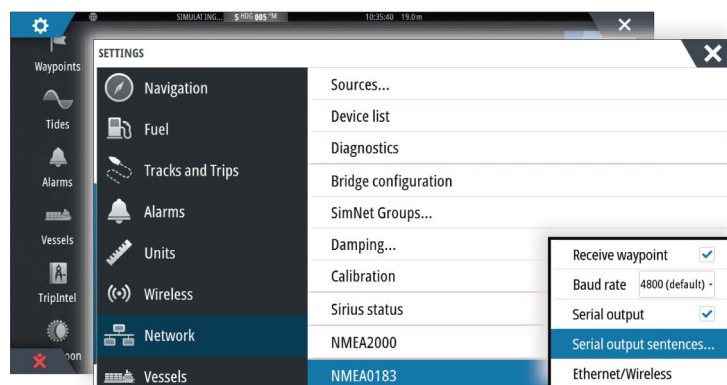 SIMULATING... S HDG 005 °M 10:35:40 19.0 m
Waypoints
Tides
Alarms
Vessels
TripIntel
oon
SETTINGS
Navigation
Fuel
Tracks and Trips
Alarms
Units
Wireless
Network
Vessels
Sources...
Device list
Diagnostics
Bridge configuration
SimNet Groups...
Damping...
Calibration
Sirius status
NMEA2000
NMEA0183
Receive waypoint
Baud rate 4800 (default)
Serial output
Serial output sentences...
Ethernet/Wireless